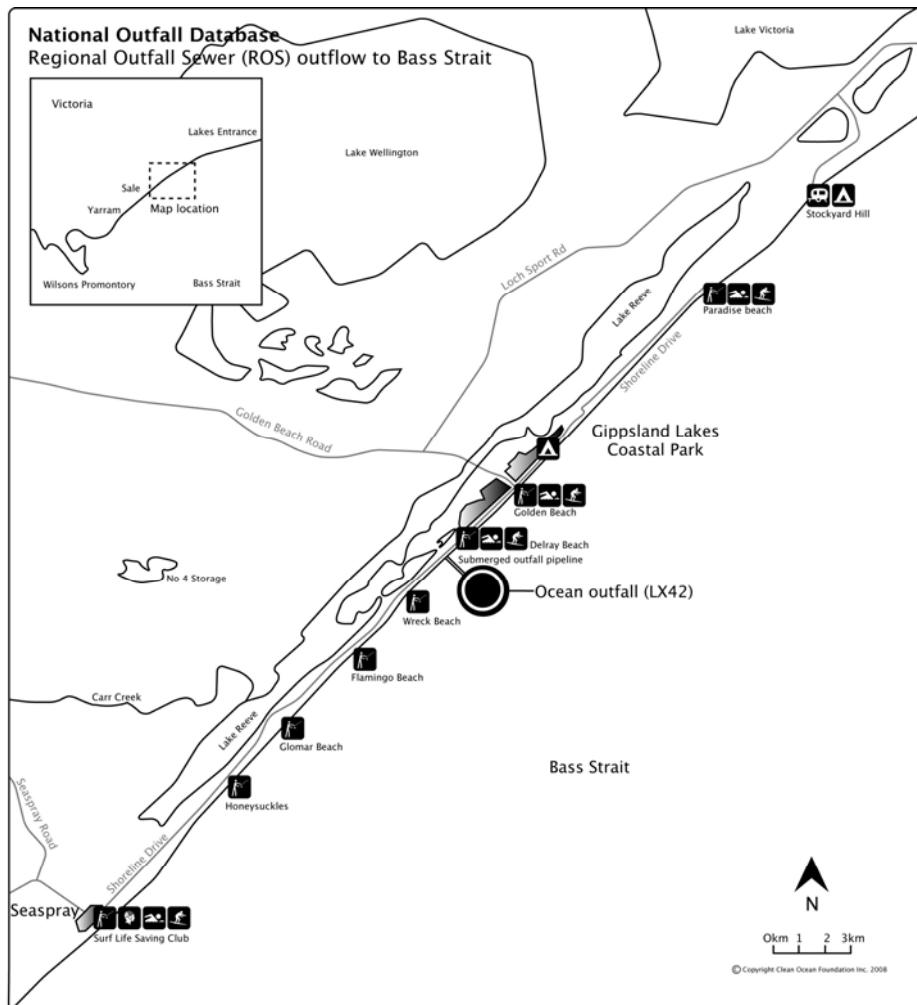 National Outfall Database
Regional Outfall Sewer (ROS) outflow to Bass Strait
Victoria
Lakes Entrance
Sale
Yarram
Map location
Wilsons Promontory
Bass Strait
Lake Victoria
Lake Wellington
Stockyard Hill
Loch Sport Rd
Lake Reeve
Paradise beach
Shoreline Drive
Golden Beach Road
Gippsland Lakes
Coastal Park
Golden Beach
Delray Beach
Submerged outfall pipeline
No 4 Storage
Ocean outfall (LX42)
Wreck Beach
Flamingo Beach
Carr Creek
Lake Reeve
Glomar Beach
Bass Strait
Honeysuckles
Seaspray Road
Shoreline Drive
Seaspray
Surf Life Saving Club
N
0km 1 2 3km
© Copyright Clean Ocean Foundation Inc. 2008